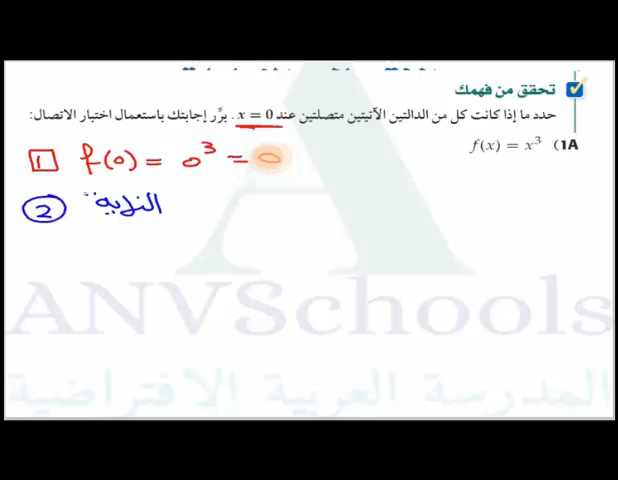 تحقق من فهمك
حدد ما إذا كانت كل من الدالتين الآتيتين متصلتين عند x = 0 . برِّر إجابتك باستعمال اختبار الاتصال:
f(x) = x³ (1A
1 f(0) = 0³ = 0
2 النهاية
ANVSchools
المدرسة العربية الافتراضية